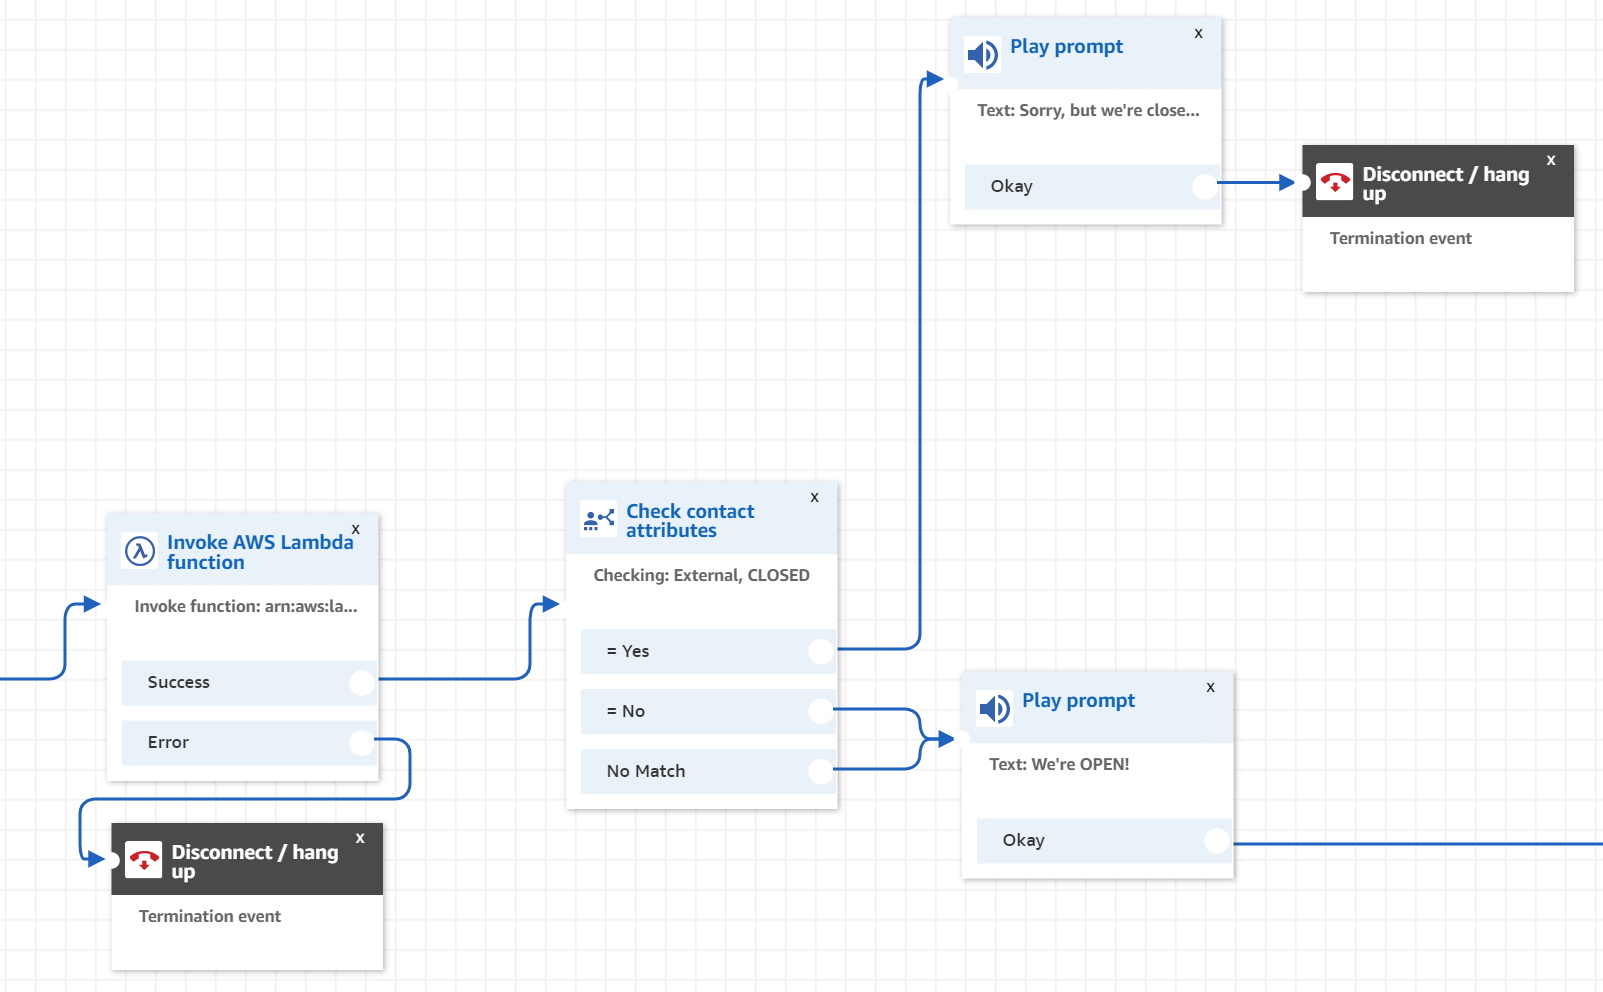 Play prompt
x
Text: Sorry, but we're close...
Okay
Disconnect / hang
up
x
Termination event
Invoke AWS Lambda
function
x
Invoke function: arn:aws:la...
Success
Error
Disconnect / hang
up
x
Termination event
Check contact
attributes
x
Checking: External, CLOSED
= Yes
= No
No Match
Play prompt
x
Text: We're OPEN!
Okay